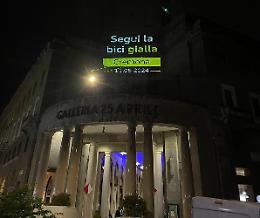 Segui la
bici gialla
Cremona
GALLERIA 25 APRILE